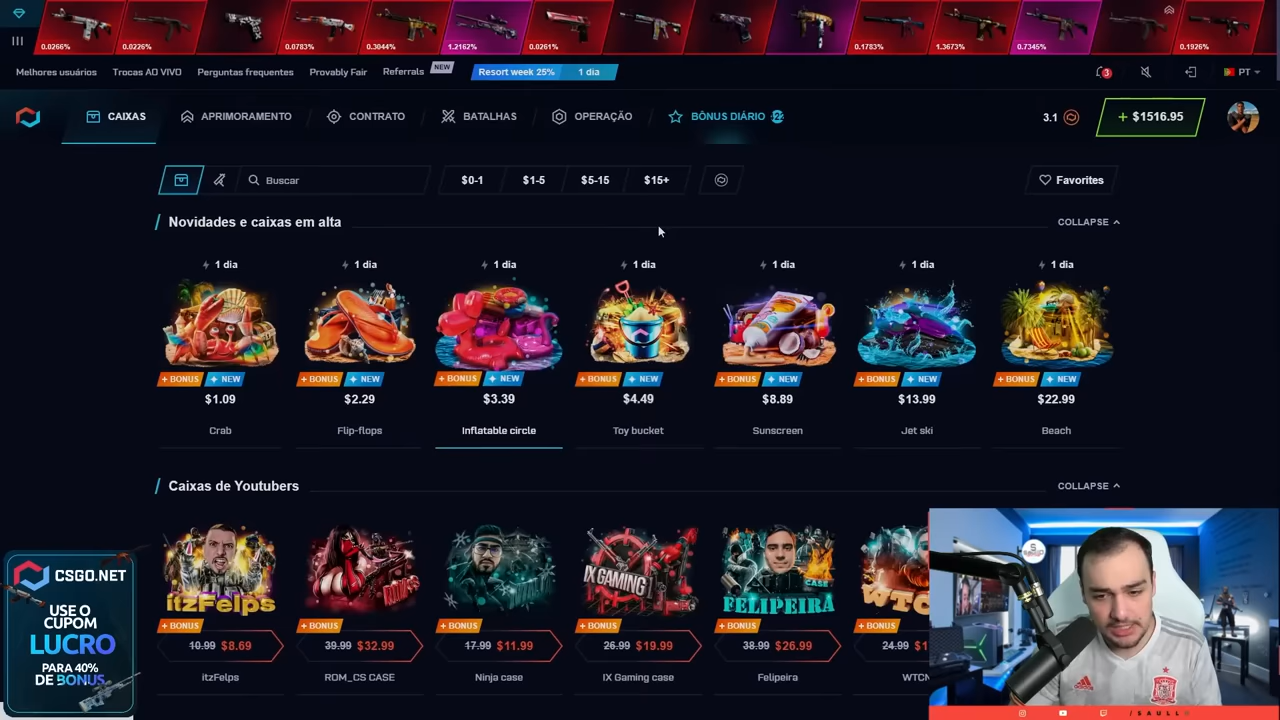 0.0266%
0.0226%
0.0783%
0.3044%
1.2162%
0.0261%
0.1783%
1.3673%
0.7345%
0.1926%
Melhores usuários
Trocas AO VIVO
Perguntas frequentes
Provably Fair
Referrals
NEW
Resort week 25%
1 dia
3
PT
CAIXAS
APRIMORAMENTO
CONTRATO
BATALHAS
OPERAÇÃO
BÔNUS DIÁRIO
3.1
+ $1516.95
Buscar
$0-1
$1-5
$5-15
$15+
Favorites
Novidades e caixas em alta
COLLAPSE
1 dia
1 dia
1 dia
1 dia
1 dia
1 dia
1 dia
+ BONUS
NEW
+ BONUS
NEW
+ BONUS
NEW
+ BONUS
NEW
+ BONUS
NEW
+ BONUS
NEW
+ BONUS
NEW
$1.09
$2.29
$3.39
$4.49
$8.89
$13.99
$22.99
Crab
Flip-flops
Inflatable circle
Toy bucket
Sunscreen
Jet ski
Beach
Caixas de Youtubers
COLLAPSE
itzFelps
IX GAMING
FELIPEIRA
CASE
WTC
+ BONUS
+ BONUS
+ BONUS
+ BONUS
+ BONUS
+ BONUS
10.99 $8.69
39.99 $32.99
17.99 $11.99
26.99 $19.99
38.99 $26.99
24.99 $1
itzFelps
ROM_CS CASE
Ninja case
IX Gaming case
Felipeira
WTCN
CSGO.NET
USE O
CUPOM
LUCRO
PARA 40%
DE BONUS
adidas